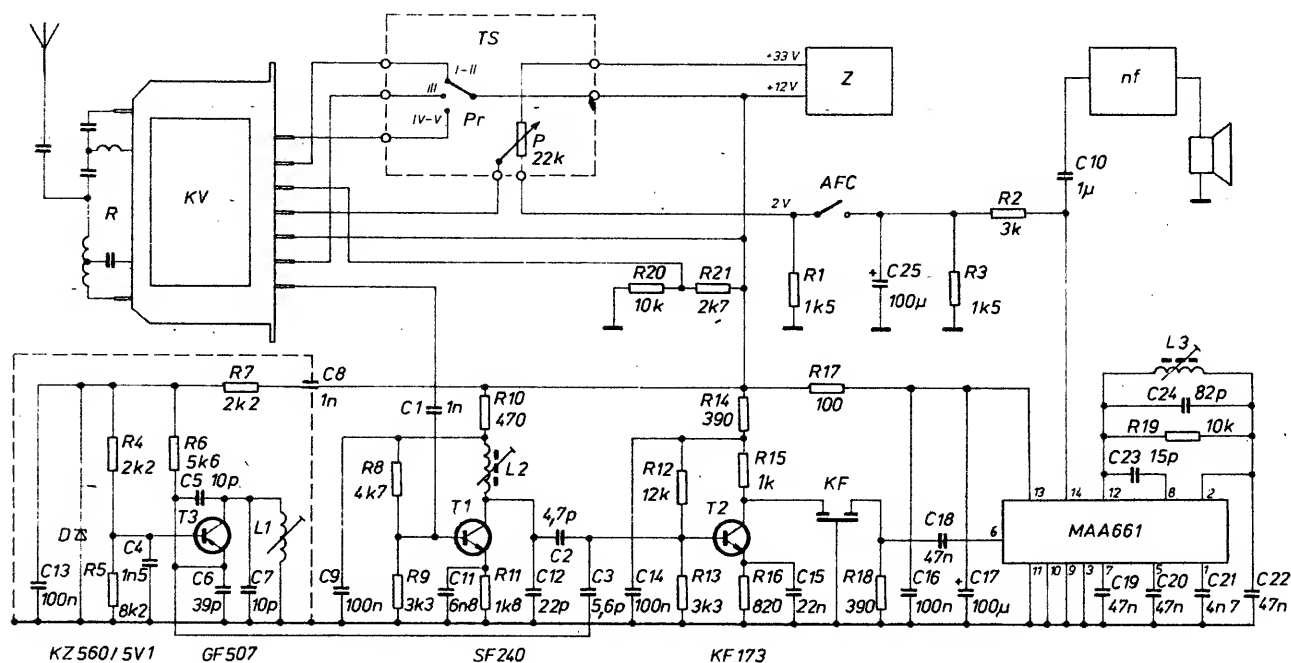 TS
+33 V
Z
nf
I-II
III
+12V
Pr
IV-V
P
22k
C10
1µ
KV
R
AFC
2V
R2
3k
R20
10k
R21
2k7
R1
1k5
+
C25
100µ
R3
1k5
L3
C8
1n
R7
2k2
C1
1n
R10
470
R14
390
R17
100
C24
82p
R19
10k
C23
15p
R4
2k2
R6
5k6
C5 10p
R8
4k7
L2
R12
12k
R15
1k
KF
T3
L1
T1
4,7p
C2
T2
C18
47n
13
14
12
8
2
6
MAA661
D
C4
1n5
R5
8k2
C13
100n
C6
39p
C7
10p
C9
100n
R9
3k3
C11
6n8
R11
1k8
C12
22p
C3
5,6p
C14
100n
R13
3k3
R16
820
C15
22n
R18
390
C16
100n
+
C17
100µ
11
10
9
3
7
5
1
C19
47n
C20
47n
C21
4n7
C22
47n
KZ560/5V1
GF507
SF240
KF173